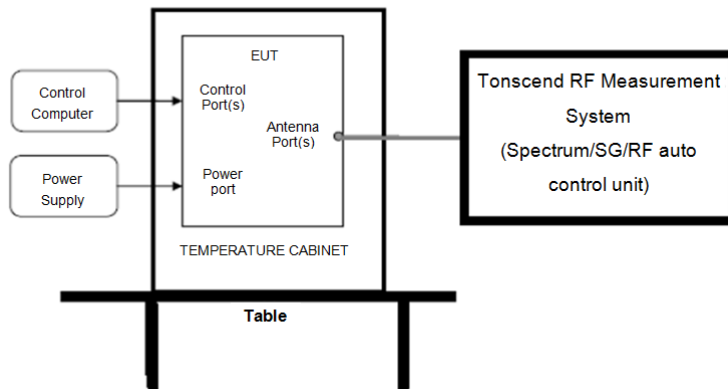 EUT
Control
Computer
Control
Port(s)
Antenna
Port(s)
Power
Supply
Power
port
TEMPERATURE CABINET
Table
Tonscend RF Measurement
System
(Spectrum/SG/RF auto
control unit)